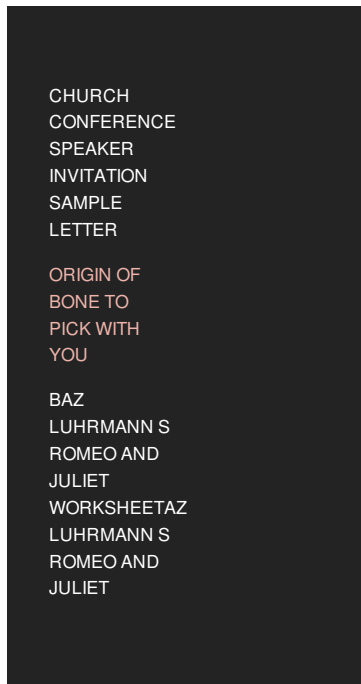 CHURCH
CONFERENCE
SPEAKER
INVITATION
SAMPLE
LETTER
ORIGIN OF
BONE TO
PICK WITH
YOU
BAZ
LUHRMANN S
ROMEO AND
JULIET
WORKSHEETAZ
LUHRMANN S
ROMEO AND
JULIET